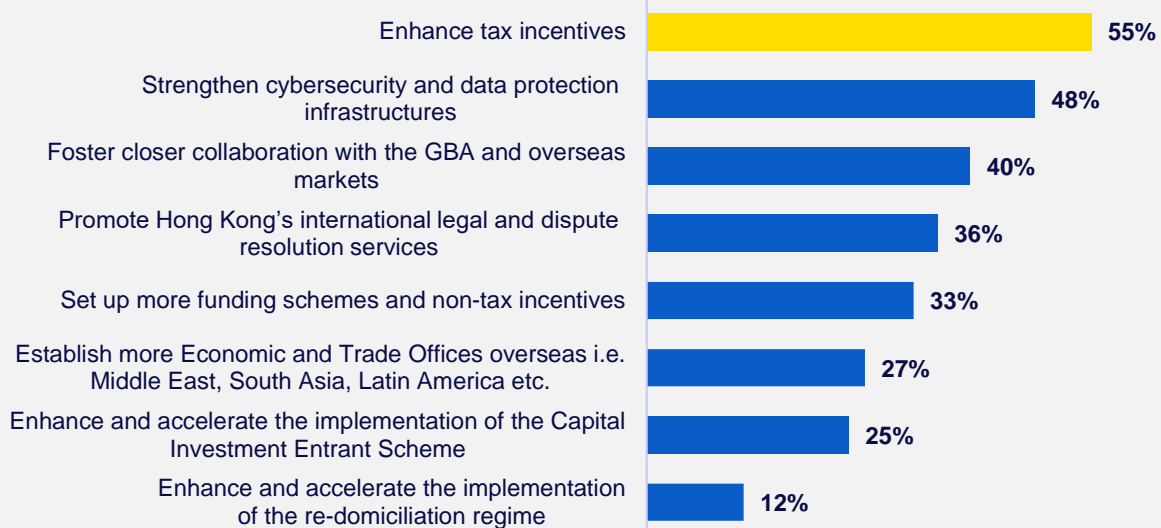 Enhance tax incentives
55%
Strengthen cybersecurity and data protection
infrastructures
48%
Foster closer collaboration with the GBA and overseas
markets
40%
Promote Hong Kong’s international legal and dispute
resolution services
36%
Set up more funding schemes and non-tax incentives
33%
Establish more Economic and Trade Offices overseas i.e.
Middle East, South Asia, Latin America etc.
27%
Enhance and accelerate the implementation of the Capital
Investment Entrant Scheme
25%
Enhance and accelerate the implementation
of the re-domiciliation regime
12%